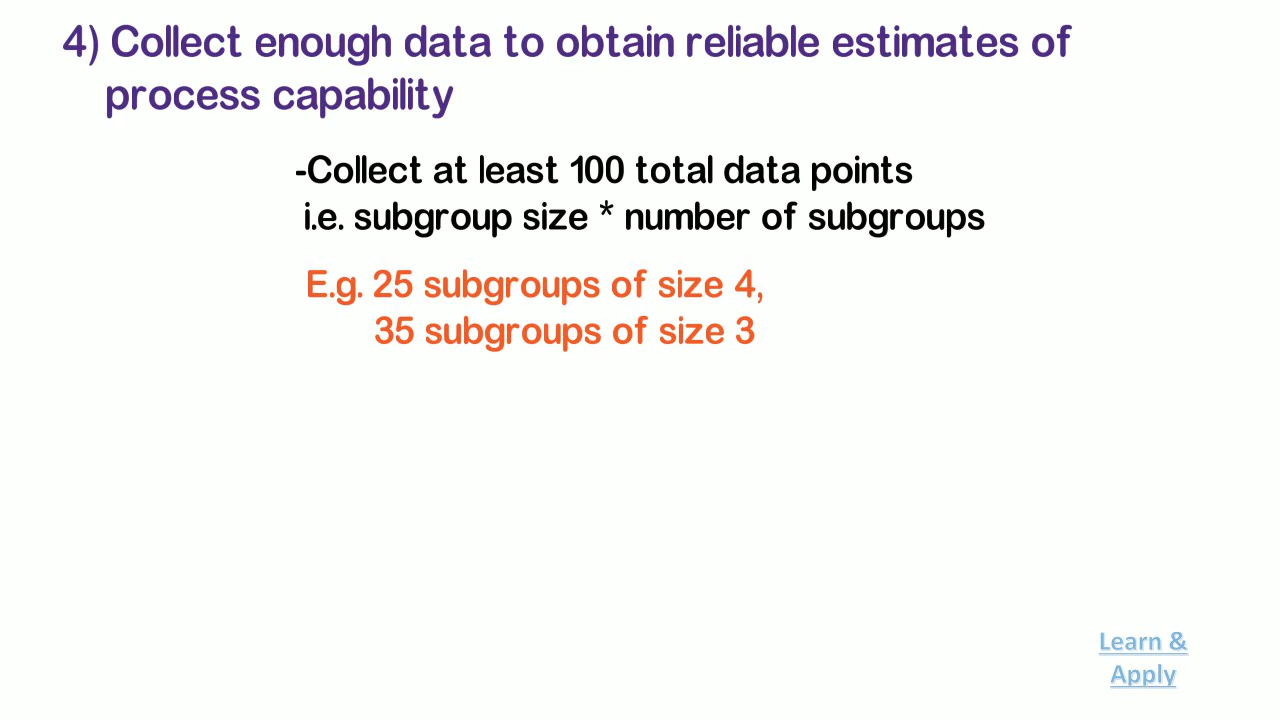 4) Collect enough data to obtain reliable estimates of
process capability
-Collect at least 100 total data points
i.e. subgroup size * number of subgroups
E.g. 25 subgroups of size 4,
35 subgroups of size 3
Learn &
Apply